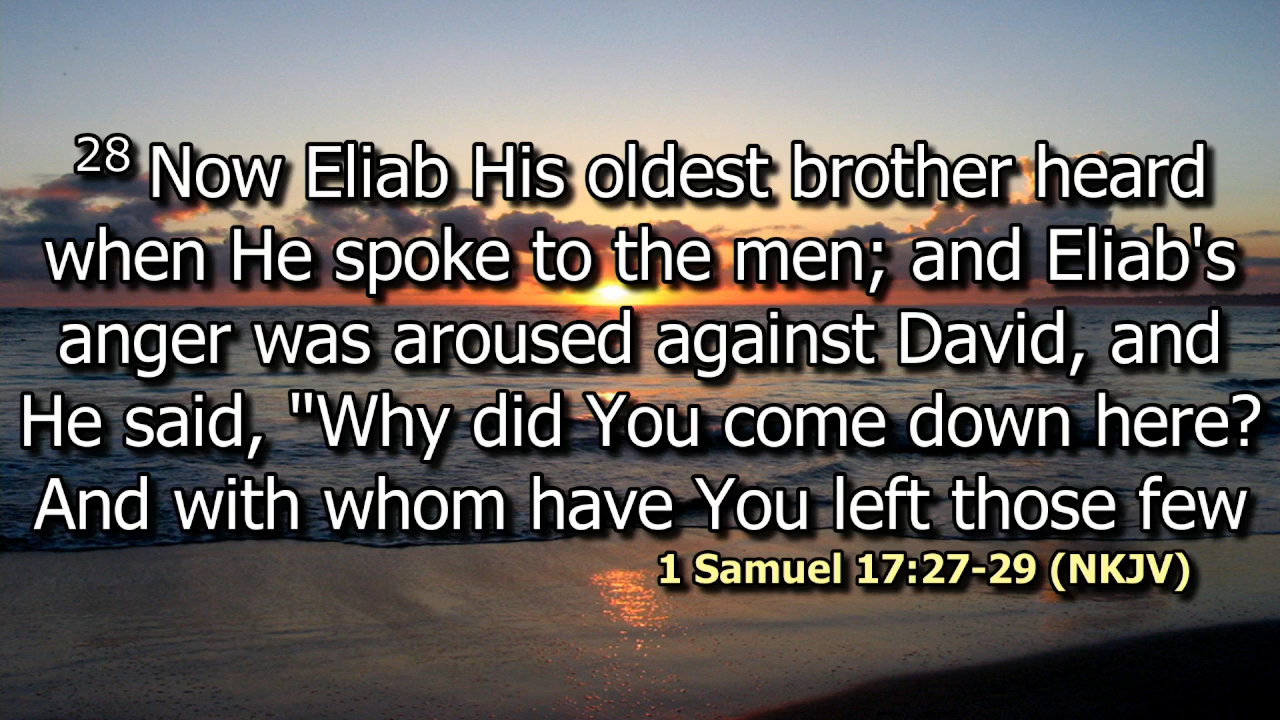 28 Now Eliab His oldest brother heard
when He spoke to the men; and Eliab's
anger was aroused against David, and
He said, "Why did You come down here?
And with whom have You left those few
1 Samuel 17:27-29 (NKJV)